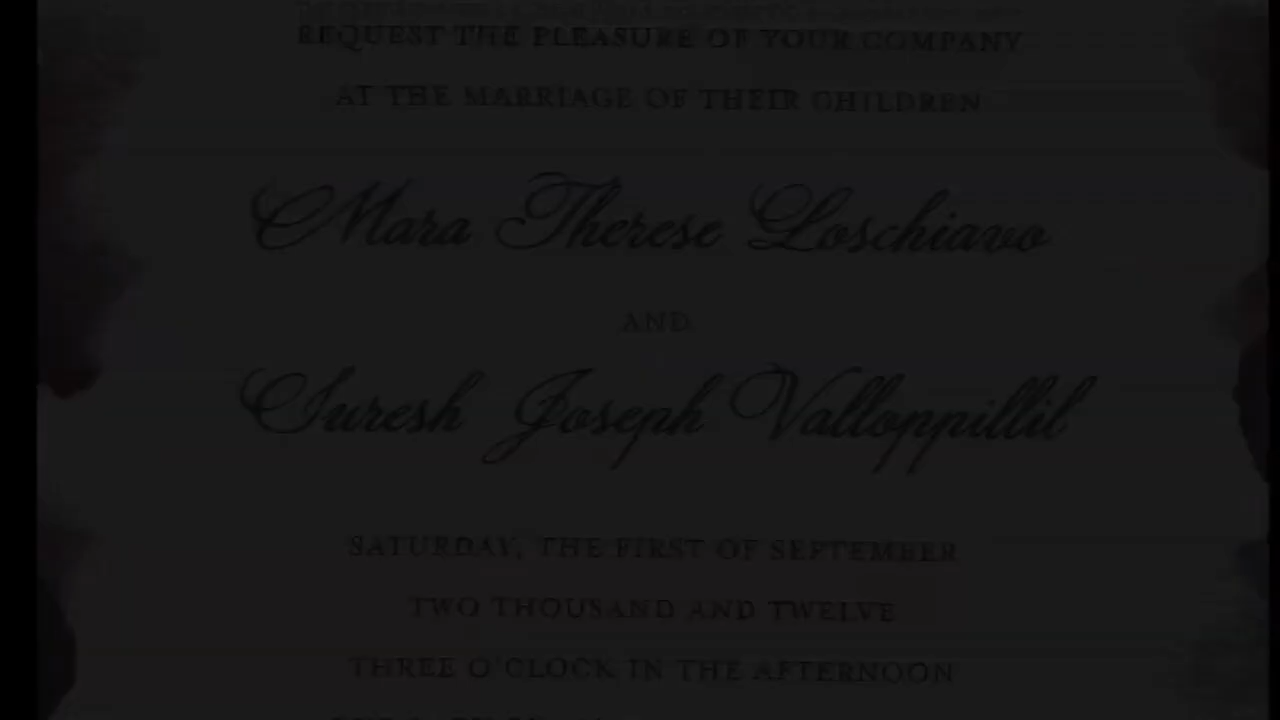 REQUEST THE PLEASURE OF YOUR COMPANY
AT THE MARRIAGE OF THEIR CHILDREN
Mara Therese Loschiavo
AND
Suresh Joseph Valloppillil
SATURDAY, THE FIRST OF SEPTEMBER
TWO THOUSAND AND TWELVE
THREE O'CLOCK IN THE AFTERNOON